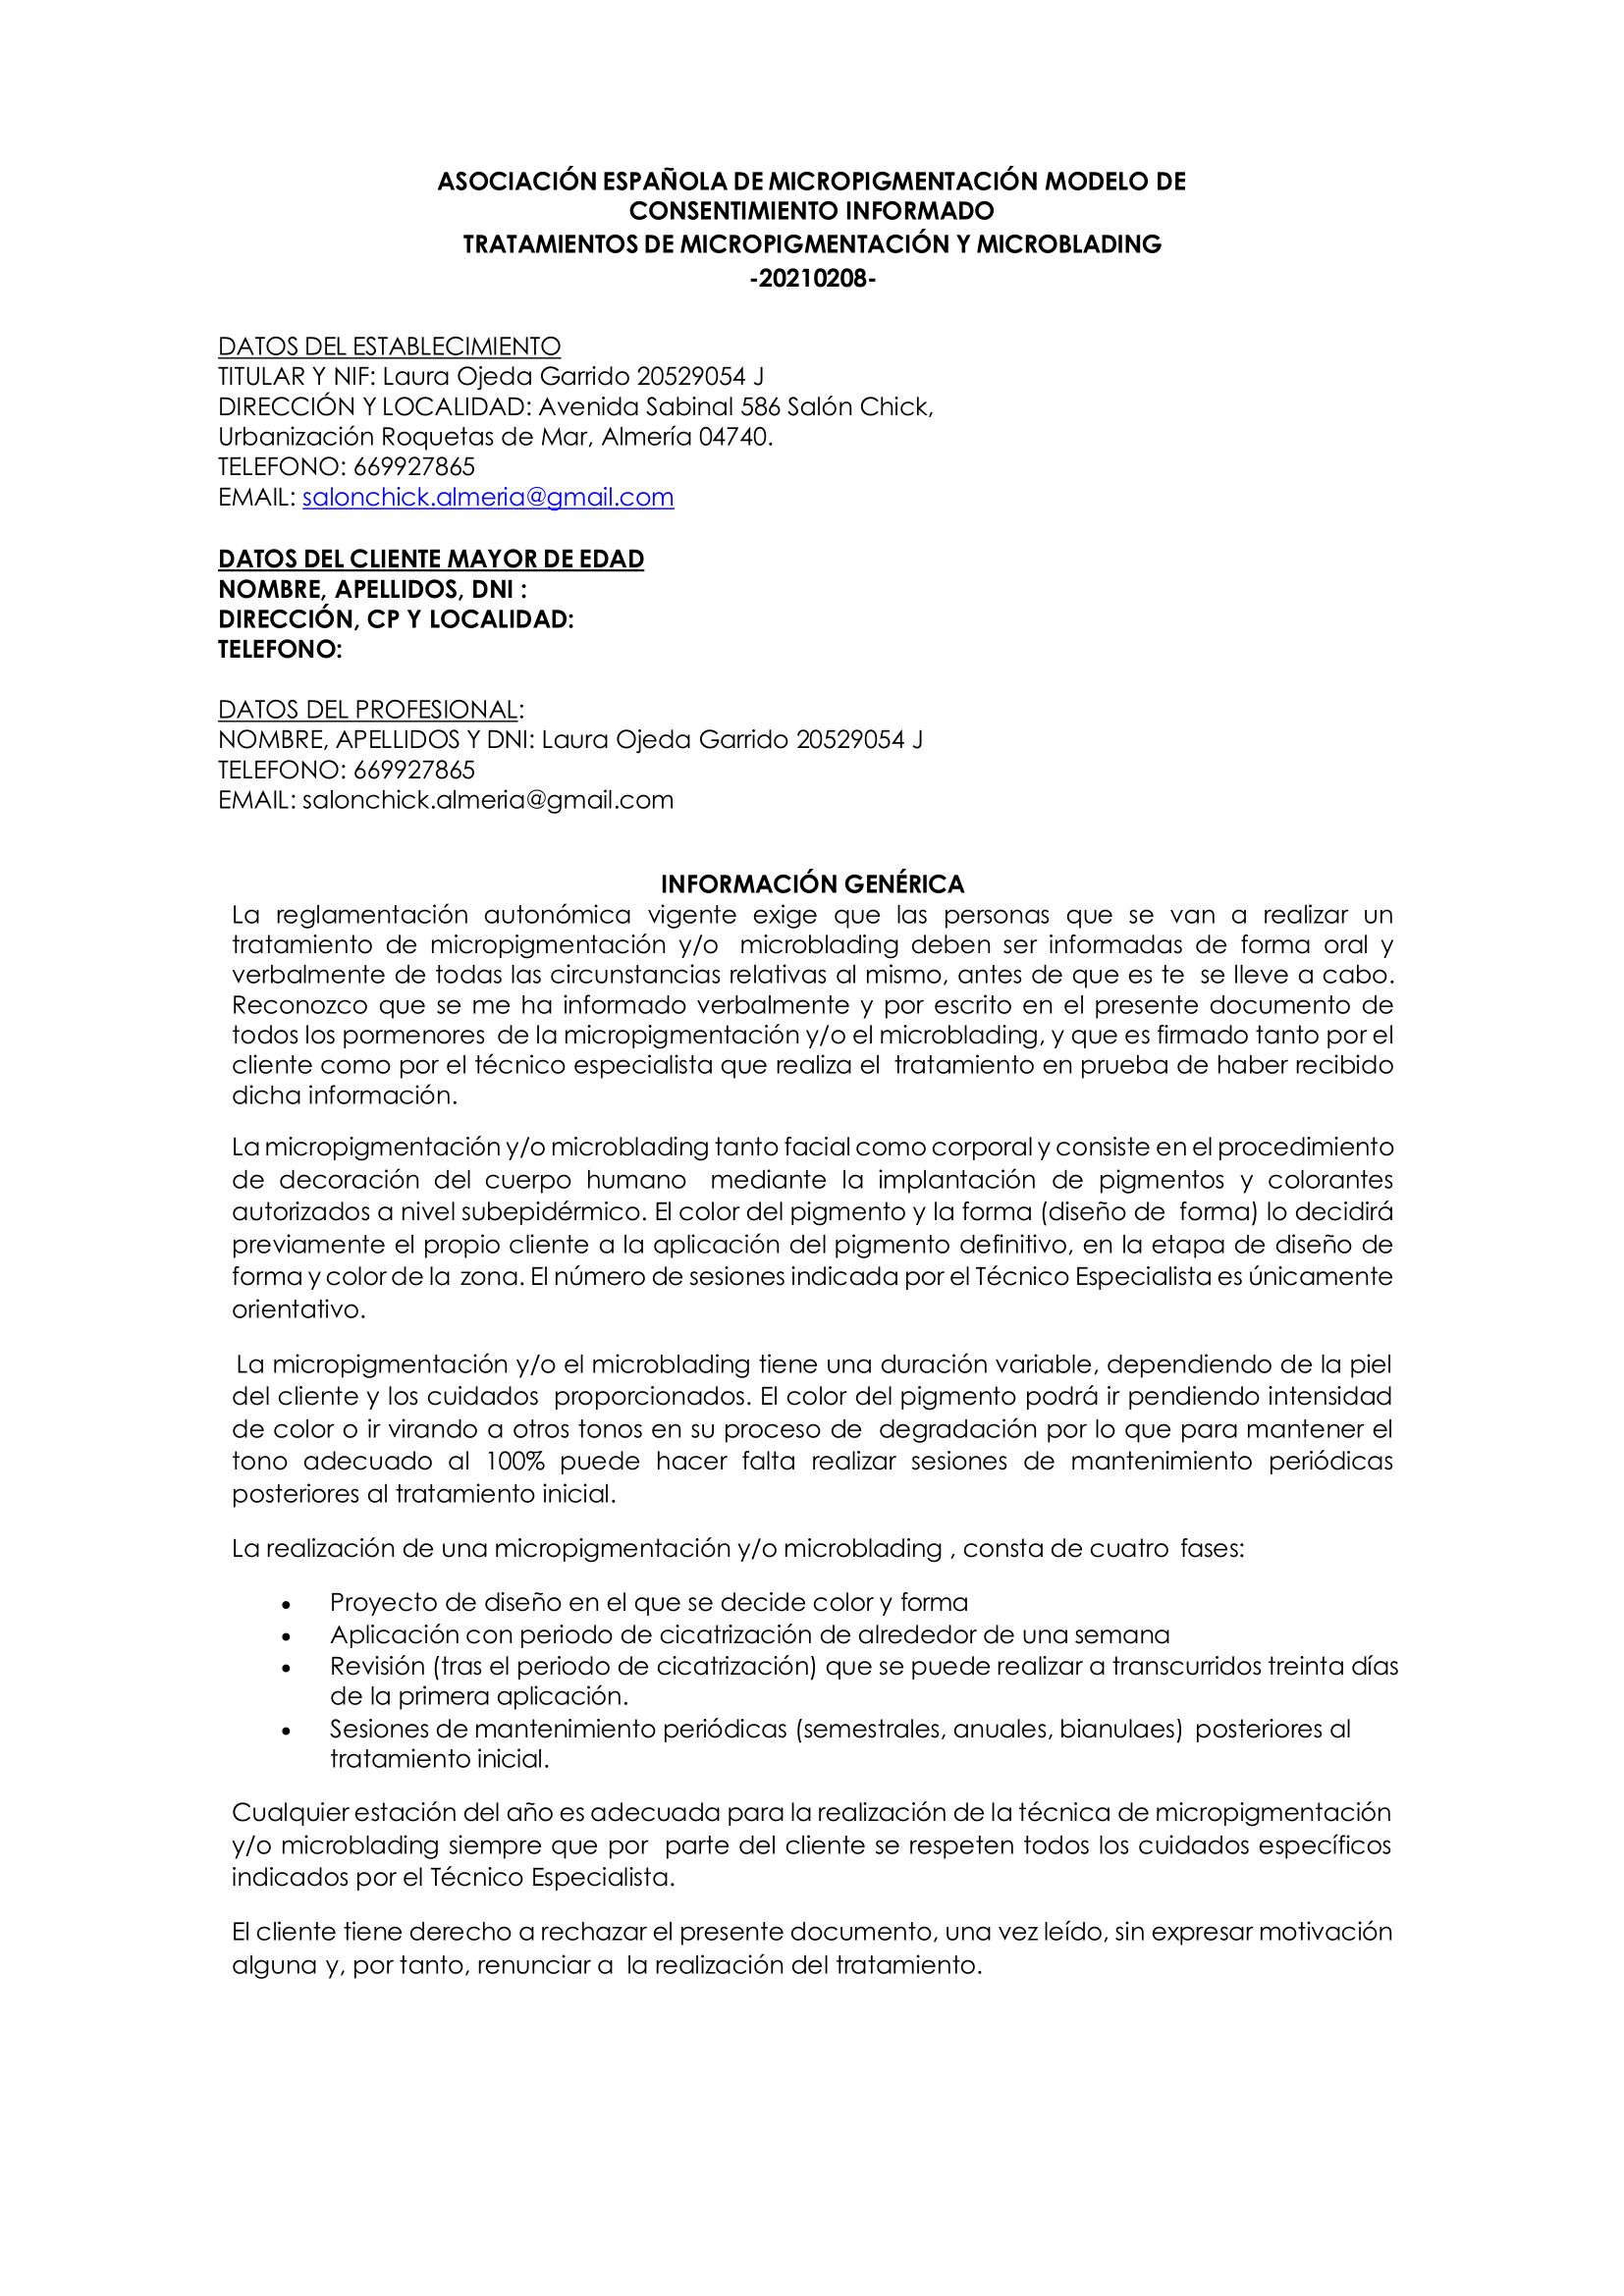 ASOCIACIÓN ESPAÑOLA DE MICROPIGMENTACIÓN MODELO DE
CONSENTIMIENTO INFORMADO
TRATAMIENTOS DE MICROPIGMENTACIÓN Y MICROBLADING
-20210208-
DATOS DEL ESTABLECIMIENTO
TITULAR Y NIF: Laura Ojeda Garrido 20529054 J
DIRECCIÓN Y LOCALIDAD: Avenida Sabinal 586 Salón Chick,
Urbanización Roquetas de Mar, Almería 04740.
TELEFONO: 669927865
EMAIL: salonchick.almeria@gmail.com
DATOS DEL CLIENTE MAYOR DE EDAD
NOMBRE, APELLIDOS, DNI :
DIRECCIÓN, CP Y LOCALIDAD:
TELEFONO:
DATOS DEL PROFESIONAL:
NOMBRE, APELLIDOS Y DNI: Laura Ojeda Garrido 20529054 J
TELEFONO: 669927865
EMAIL: salonchick.almeria@gmail.com
INFORMACIÓN GENÉRICA
La reglamentación autonómica vigente exige que las personas que se van a realizar un
tratamiento de micropigmentación y/o microblading deben ser informadas de forma oral y
verbalmente de todas las circunstancias relativas al mismo, antes de que es te se lleve a cabo.
Reconozco que se me ha informado verbalmente y por escrito en el presente documento de
todos los pormenores de la micropigmentación y/o el microblading, y que es firmado tanto por el
cliente como por el técnico especialista que realiza el tratamiento en prueba de haber recibido
dicha información.
La micropigmentación y/o microblading tanto facial como corporal y consiste en el procedimiento
de decoración del cuerpo humano mediante la implantación de pigmentos y colorantes
autorizados a nivel subepidérmico. El color del pigmento y la forma (diseño de forma) lo decidirá
previamente el propio cliente a la aplicación del pigmento definitivo, en la etapa de diseño de
forma y color de la zona. El número de sesiones indicada por el Técnico Especialista es únicamente
orientativo.
La micropigmentación y/o el microblading tiene una duración variable, dependiendo de la piel
del cliente y los cuidados proporcionados. El color del pigmento podrá ir pendiendo intensidad
de color o ir virando a otros tonos en su proceso de degradación por lo que para mantener el
tono adecuado al 100% puede hacer falta realizar sesiones de mantenimiento periódicas
posteriores al tratamiento inicial.
La realización de una micropigmentación y/o microblading , consta de cuatro fases:
• Proyecto de diseño en el que se decide color y forma
• Aplicación con periodo de cicatrización de alrededor de una semana
• Revisión (tras el periodo de cicatrización) que se puede realizar a transcurridos treinta días
de la primera aplicación.
• Sesiones de mantenimiento periódicas (semestrales, anuales, bianulaes) posteriores al
tratamiento inicial.
Cualquier estación del año es adecuada para la realización de la técnica de micropigmentación
y/o microblading siempre que por parte del cliente se respeten todos los cuidados específicos
indicados por el Técnico Especialista.
El cliente tiene derecho a rechazar el presente documento, una vez leído, sin expresar motivación
alguna y, por tanto, renunciar a la realización del tratamiento.